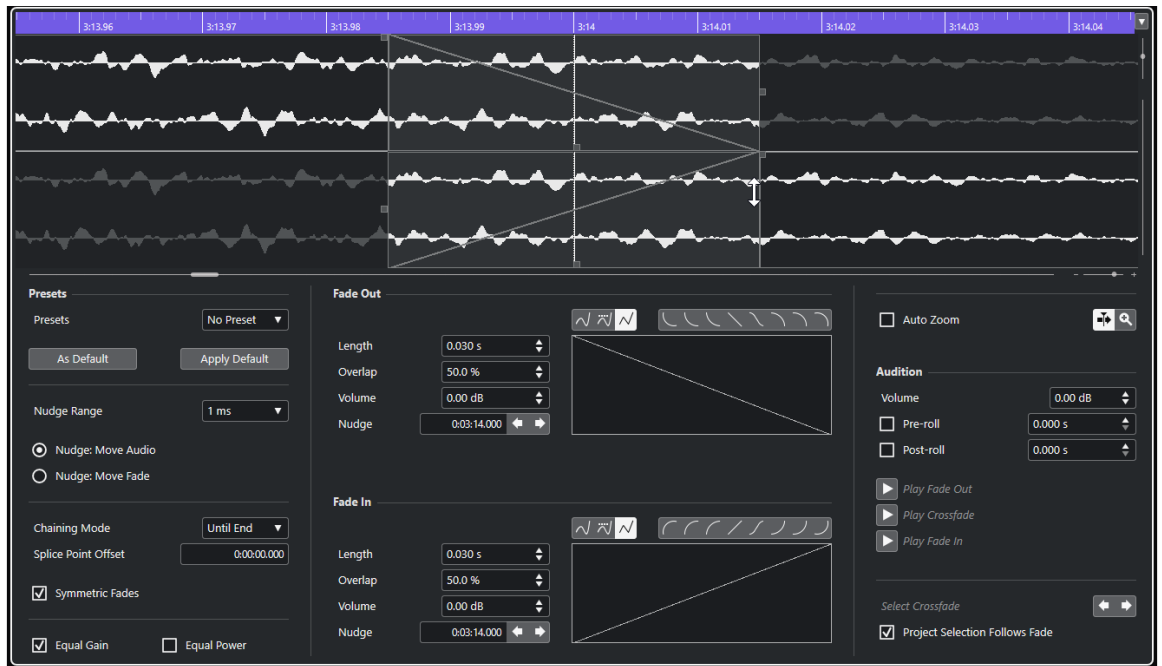 3:13.96 3:13.97 3:13.98 3:13.99 3:14 3:14.01 3:14.02 3:14.03 3:14.04
Presets
Presets No Preset
As Default Apply Default
Nudge Range 1 ms
Nudge: Move Audio
Nudge: Move Fade
Chaining Mode Until End
Splice Point Offset 0:00:00.000
Symmetric Fades
Equal Gain Equal Power
Fade Out
Length 0.030 s
Overlap 50.0 %
Volume 0.00 dB
Nudge 0:03:14.000
Fade In
Length 0.030 s
Overlap 50.0 %
Volume 0.00 dB
Nudge 0:03:14.000
Auto Zoom
Audition
Volume 0.00 dB
Pre-roll 0.000 s
Post-roll 0.000 s
Play Fade Out
Play Crossfade
Play Fade In
Select Crossfade
Project Selection Follows Fade